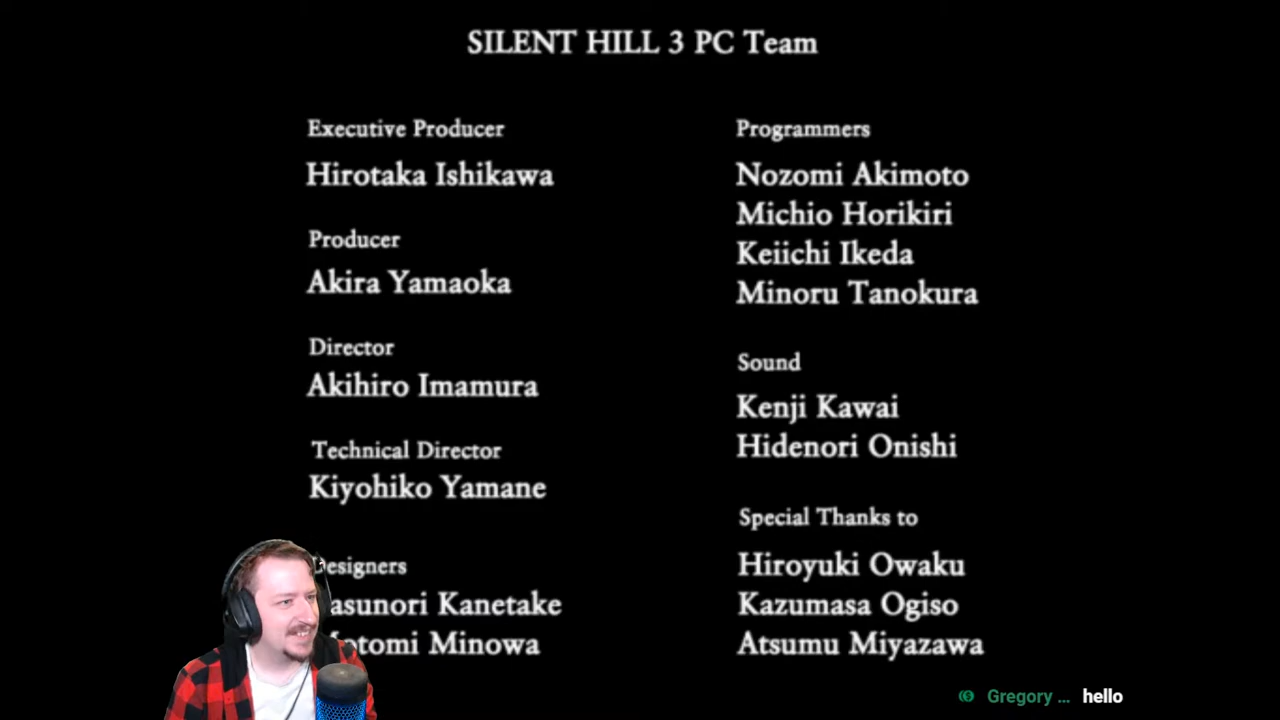 SILENT HILL 3 PC Team
Executive Producer
Hirotaka Ishikawa
Producer
Akira Yamaoka
Director
Akihiro Imamura
Technical Director
Kiyohiko Yamane
Designers
Kanetake
Minowa
Programmers
Nozomi Akimoto
Michio Horikiri
Keiichi Ikeda
Minoru Tanokura
Sound
Kenji Kawai
Hidenori Onishi
Special Thanks to
Hiroyuki Owaku
Kazumasa Ogiso
Atsumu Miyazawa
Gregory ... hello